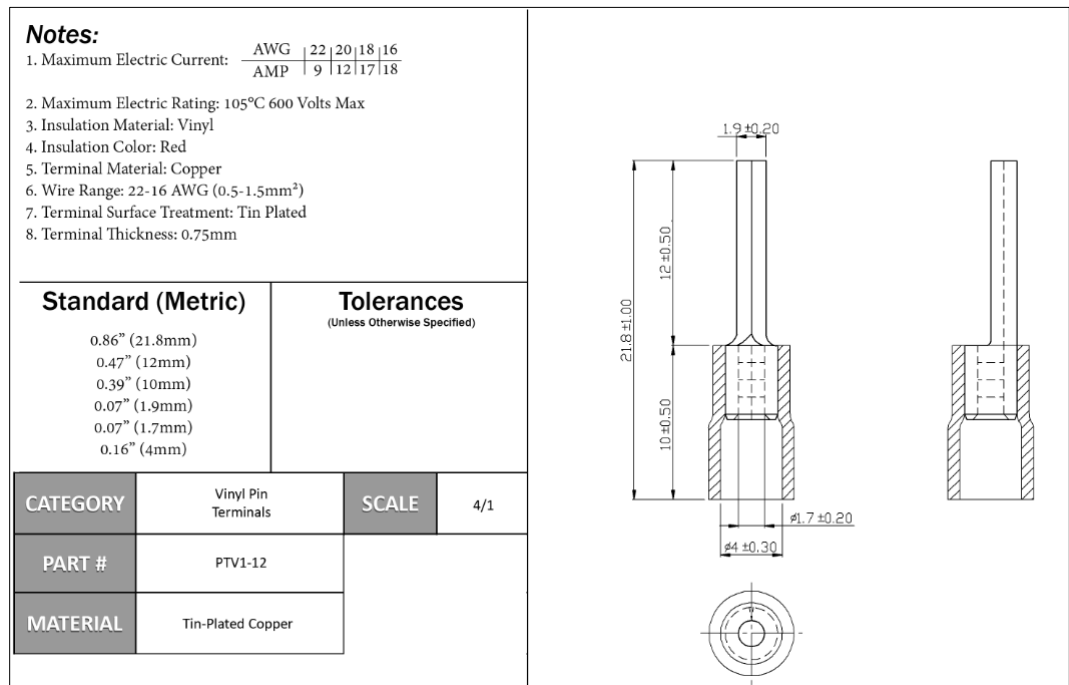 Notes:
1. Maximum Electric Current: AWG 22 20 18 16
AMP 9 12 17 18
2. Maximum Electric Rating: 105°C 600 Volts Max
3. Insulation Material: Vinyl
4. Insulation Color: Red
5. Terminal Material: Copper
6. Wire Range: 22-16 AWG (0.5-1.5mm²)
7. Terminal Surface Treatment: Tin Plated
8. Terminal Thickness: 0.75mm
Standard (Metric)
0.86” (21.8mm)
0.47” (12mm)
0.39” (10mm)
0.07” (1.9mm)
0.07” (1.7mm)
0.16” (4mm)
Tolerances
(Unless Otherwise Specified)
CATEGORY
Vinyl Pin
Terminals
SCALE
4/1
PART #
PTV1-12
MATERIAL
Tin-Plated Copper
1.9±0.20
12±0.50
21.8±1.00
10±0.50
ø1.7±0.20
ø4±0.30